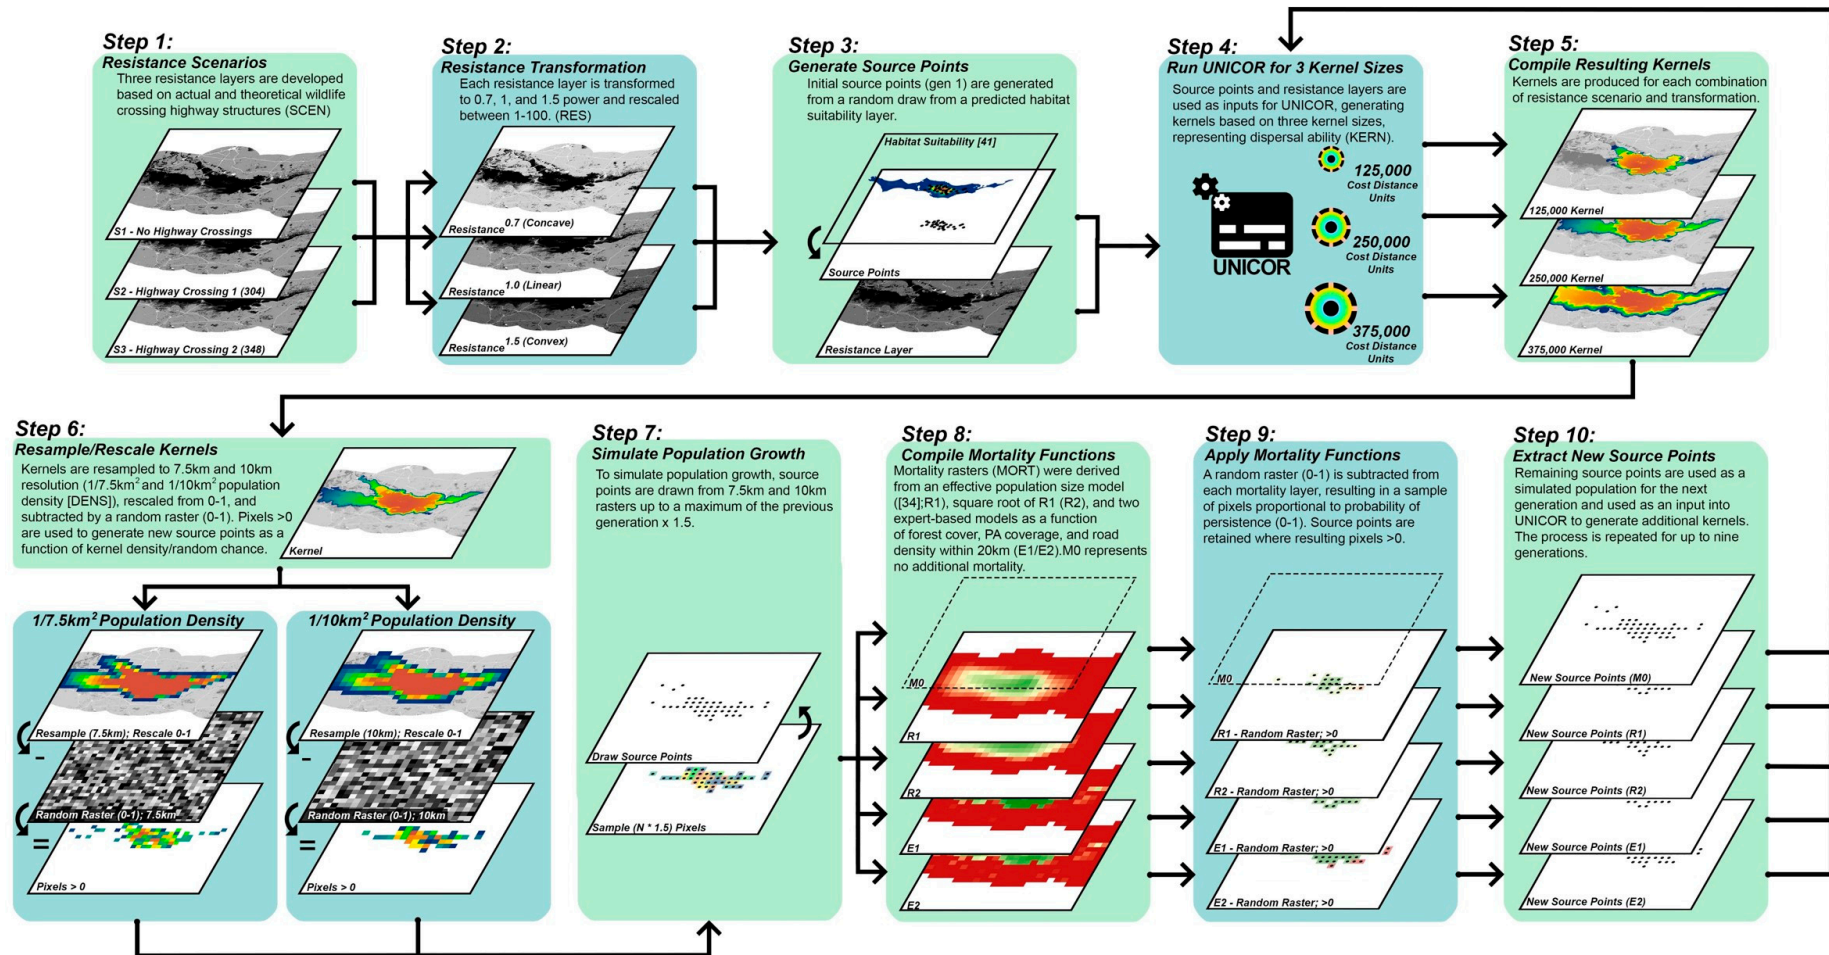 Step 1:
Resistance Scenarios
Three resistance layers are developed
based on actual and theoretical wildlife
crossing highway structures (SCEN)
S1 - No Highway Crossings
S2 - Highway Crossing 1 (304)
S3 - Highway Crossing 2 (348)
Step 2:
Resistance Transformation
Each resistance layer is transformed
to 0.7, 1, and 1.5 power and rescaled
between 1-100. (RES)
Resistance 0.7 (Concave)
Resistance 1.0 (Linear)
Resistance 1.5 (Convex)
Step 3:
Generate Source Points
Initial source points (gen 1) are generated
from a random draw from a predicted habitat
suitability layer.
Habitat Suitability [41]
Source Points
Resistance Layer
Step 4:
Run UNICOR for 3 Kernel Sizes
Source points and resistance layers are
used as inputs for UNICOR, generating
kernels based on three kernel sizes,
representing dispersal ability (KERN).
125,000
Cost Distance
Units
250,000
Cost Distance
Units
375,000
Cost Distance
Units
UNICOR
Step 5:
Compile Resulting Kernels
Kernels are produced for each combination
of resistance scenario and transformation.
125,000 Kernel
250,000 Kernel
375,000 Kernel
Step 6:
Resample/Rescale Kernels
Kernels are resampled to 7.5km and 10km
resolution (1/7.5km² and 1/10km² population
density [DENS]), rescaled from 0-1, and
subtracted by a random raster (0-1). Pixels >0
are used to generate new source points as a
function of kernel density/random chance.
Kernel
1/7.5km² Population Density
Resample (7.5km); Rescale 0-1
-
Random Raster (0-1); 7.5km
=
Pixels > 0
1/10km² Population Density
Resample (10km); Rescale 0-1
-
Random Raster (0-1); 10km
=
Pixels > 0
Step 7:
Simulate Population Growth
To simulate population growth, source
points are drawn from 7.5km and 10km
rasters up to a maximum of the previous
generation x 1.5.
Draw Source Points
Sample (N * 1.5) Pixels
Step 8:
Compile Mortality Functions
Mortality rasters (MORT) were derived
from an effective population size model
([34];R1), square root of R1 (R2), and two
expert-based models as a function
of forest cover, PA coverage, and road
density within 20km (E1/E2).M0 represents
no additional mortality.
M0
R1
R2
E1
E2
Step 9:
Apply Mortality Functions
A random raster (0-1) is subtracted from
each mortality layer, resulting in a sample
of pixels proportional to probability of
persistence (0-1). Source points are
retained where resulting pixels >0.
M0
R1 - Random Raster; >0
R2 - Random Raster; >0
E1 - Random Raster; >0
E2 - Random Raster; >0
Step 10:
Extract New Source Points
Remaining source points are used as a
simulated population for the next
generation and used as an input into
UNICOR to generate additional kernels.
The process is repeated for up to nine
generations.
New Source Points (M0)
New Source Points (R1)
New Source Points (R2)
New Source Points (E1)
New Source Points (E2)